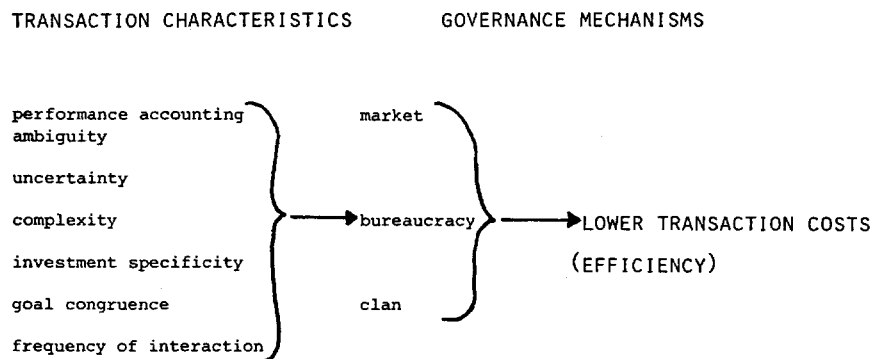 TRANSACTION CHARACTERISTICS
GOVERNANCE MECHANISMS
performance accounting
ambiguity
uncertainty
complexity
investment specificity
goal congruence
frequency of interaction
market
bureaucracy
clan
LOWER TRANSACTION COSTS
(EFFICIENCY)